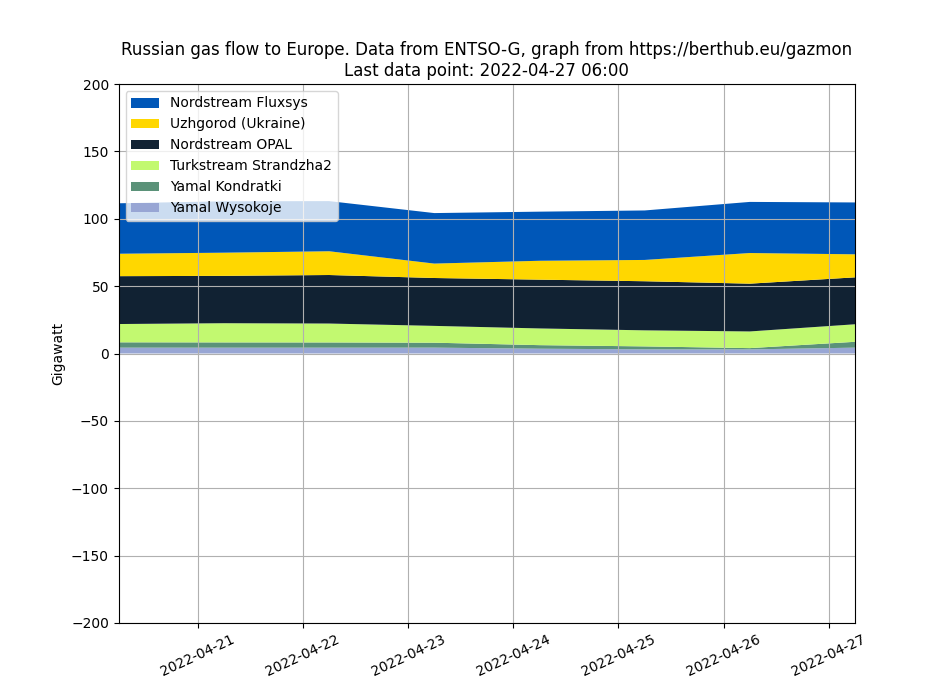 Russian gas flow to Europe. Data from ENTSO-G, graph from https://berthub.eu/gazmon
Last data point: 2022-04-27 06:00
200
150
100
50
0
−50
−100
−150
−200
Gigawatt
Nordstream Fluxsys
Uzhgorod (Ukraine)
Nordstream OPAL
Turkstream Strandzha2
Yamal Kondratki
Yamal Wysokoje
2022-04-21
2022-04-22
2022-04-23
2022-04-24
2022-04-25
2022-04-26
2022-04-27